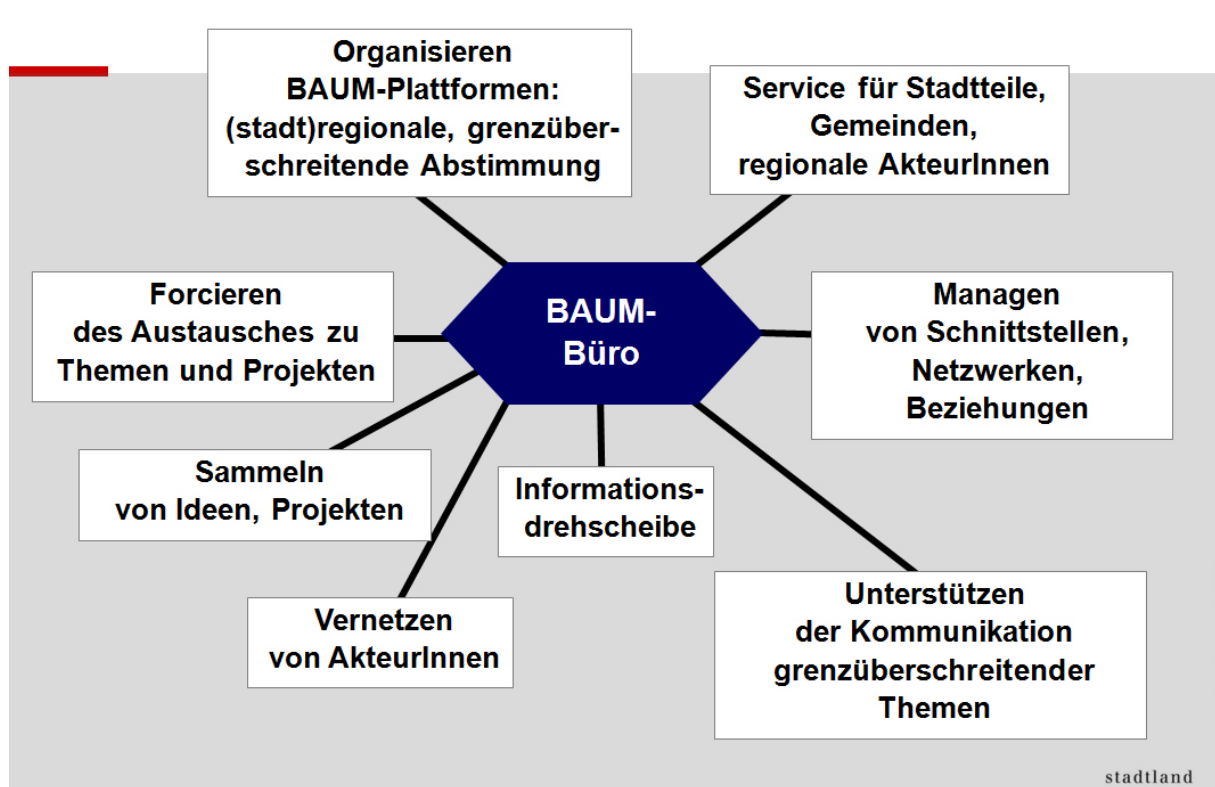 Organisieren
BAUM-Plattformen:
(stadt)regionale, grenzüber-
schreitende Abstimmung
Service für Stadtteile,
Gemeinden,
regionale AkteurInnen
Forcieren
des Austausches zu
Themen und Projekten
BAUM-
Büro
Managen
von Schnittstellen,
Netzwerken,
Beziehungen
Sammeln
von Ideen, Projekten
Informations-
drehscheibe
Vernetzen
von AkteurInnen
Unterstützen
der Kommunikation
grenzüberschreitender
Themen
stadtland